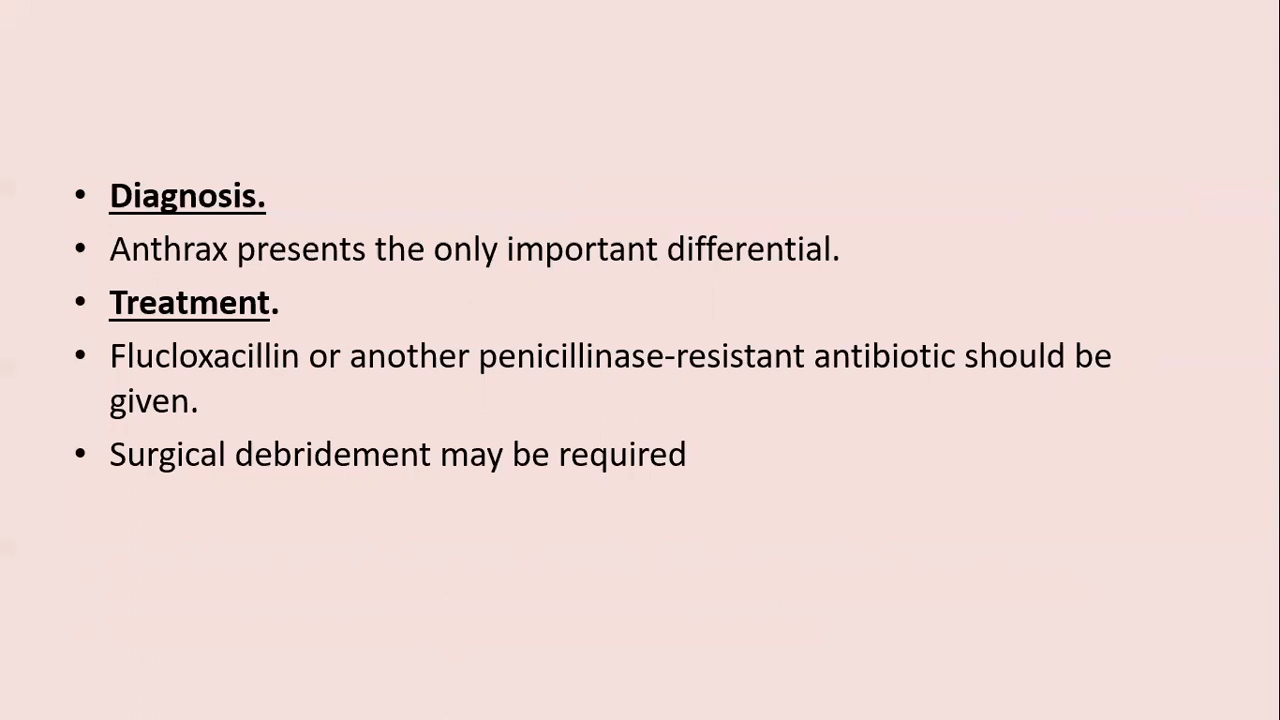 • Diagnosis.
• Anthrax presents the only important differential.
• Treatment.
• Flucloxacillin or another penicillinase-resistant antibiotic should be
given.
• Surgical debridement may be required